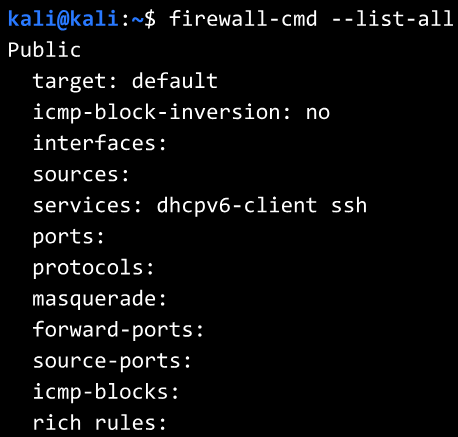 kali@kali:~$ firewall-cmd --list-all
Public
target: default
icmp-block-inversion: no
interfaces:
sources:
services: dhcpv6-client ssh
ports:
protocols:
masquerade:
forward-ports:
source-ports:
icmp-blocks:
rich rules: